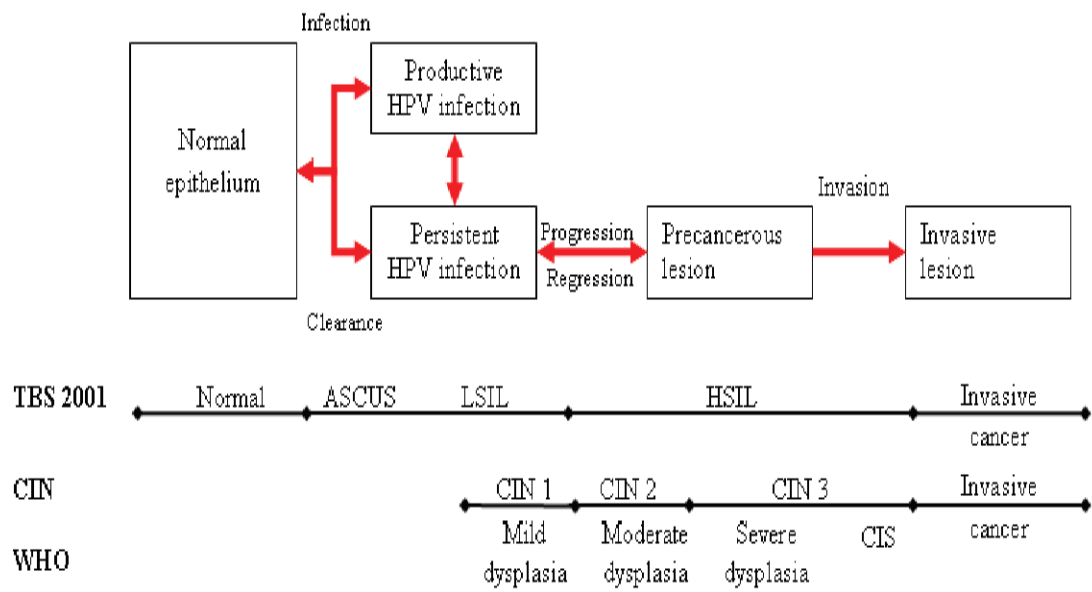 Infection
Productive
HPV infection
Normal
epithelium
Persistent
HPV infection
Progression
Regression
Precancerous
lesion
Invasion
Invasive
lesion
Clearance
TBS 2001 Normal ASCUS LSIL HSIL Invasive
cancer
CIN CIN 1 CIN 2 CIN 3 Invasive
cancer
WHO Mild Moderate Severe CIS
dysplasia dysplasia dysplasia